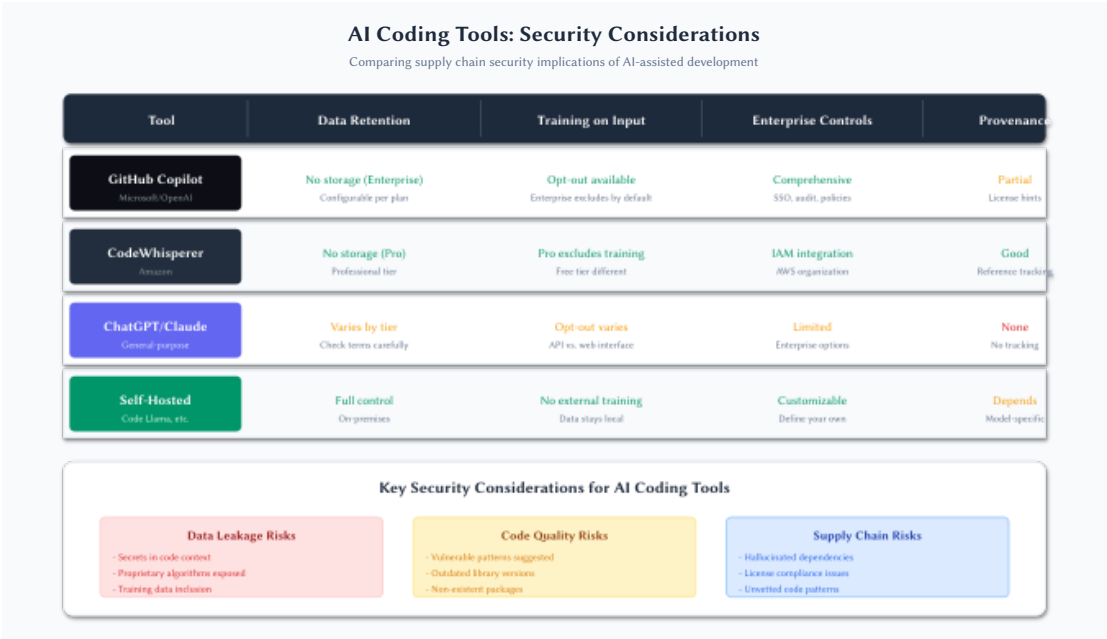 AI Coding Tools: Security Considerations
Comparing supply chain security implications of AI-assisted development
Tool Data Retention Training on Input Enterprise Controls Provenance
GitHub Copilot No storage (Enterprise) Opt-out available Comprehensive Partial
Microsoft/OpenAI Configurable per plan Enterprise excludes by default SSO, audit, policies License hints
CodeWhisperer No storage (Pro) Pro excludes training IAM integration Good
Amazon Professional tier Free tier different AWS organization Reference tracking
ChatGPT/Claude Varies by tier Opt-out varies Limited None
General-purpose Check terms carefully API vs. web interface Enterprise options No tracking
Self-Hosted Full control No external training Customizable Depends
Code Llama, etc. On-premises Data stays local Define your own Model-specific
Key Security Considerations for AI Coding Tools
Data Leakage Risks
- Secrets in code context
- Proprietary algorithms exposed
- Training data inclusion
Code Quality Risks
- Vulnerable patterns suggested
- Outdated library versions
- Non-existent packages
Supply Chain Risks
- Hallucinated dependencies
- License compliance issues
- Unvetted code patterns